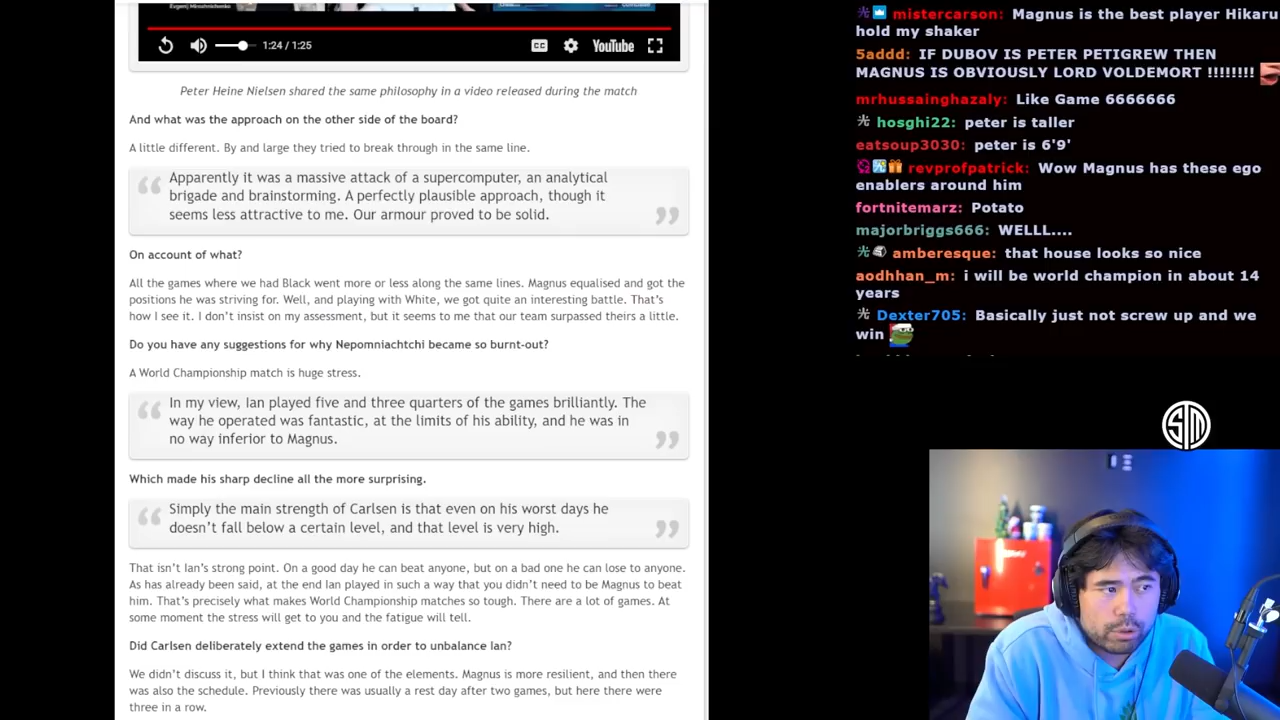 1:24 / 1:25
CC
YouTube
Peter Heine Nielsen shared the same philosophy in a video released during the match
And what was the approach on the other side of the board?
A little different. By and large they tried to break through in the same line.
Apparently it was a massive attack of a supercomputer, an analytical
brigade and brainstorming. A perfectly plausible approach, though it
seems less attractive to me. Our armour proved to be solid.
On account of what?
All the games where we had Black went more or less along the same lines. Magnus equalised and got the
positions he was striving for. Well, and playing with White, we got quite an interesting battle. That's
how I see it. I don't insist on my assessment, but it seems to me that our team surpassed theirs a little.
Do you have any suggestions for why Nepomniachtchi became so burnt-out?
A World Championship match is huge stress.
In my view, Ian played five and three quarters of the games brilliantly. The
way he operated was fantastic, at the limits of his ability, and he was in
no way inferior to Magnus.
Which made his sharp decline all the more surprising.
Simply the main strength of Carlsen is that even on his worst days he
doesn't fall below a certain level, and that level is very high.
That isn't Ian's strong point. On a good day he can beat anyone, but on a bad one he can lose to anyone.
As has already been said, at the end Ian played in such a way that you didn't need to be Magnus to beat
him. That's precisely what makes World Championship matches so tough. There are a lot of games. At
some moment the stress will get to you and the fatigue will tell.
Did Carlsen deliberately extend the games in order to unbalance Ian?
We didn't discuss it, but I think that was one of the elements. Magnus is more resilient, and then there
was also the schedule. Previously there was usually a rest day after two games, but here there were
three in a row.
mistercarson: Magnus is the best player Hikaru
hold my shaker
5addd: IF DUBOV IS PETER PETIGREW THEN
MAGNUS IS OBVIOUSLY LORD VOLDEMORT !!!!!!!!
mrhussainghazaly: Like Game 6666666
hosghi22: peter is taller
eatsoup3030: peter is 6'9'
revprofpatrick: Wow Magnus has these ego
enablers around him
fortnitemarz: Potato
majorbriggs666: WELLL....
amberesque: that house looks so nice
aodhhan_m: i will be world champion in about 14
years
Dexter705: Basically just not screw up and we
win
TSM